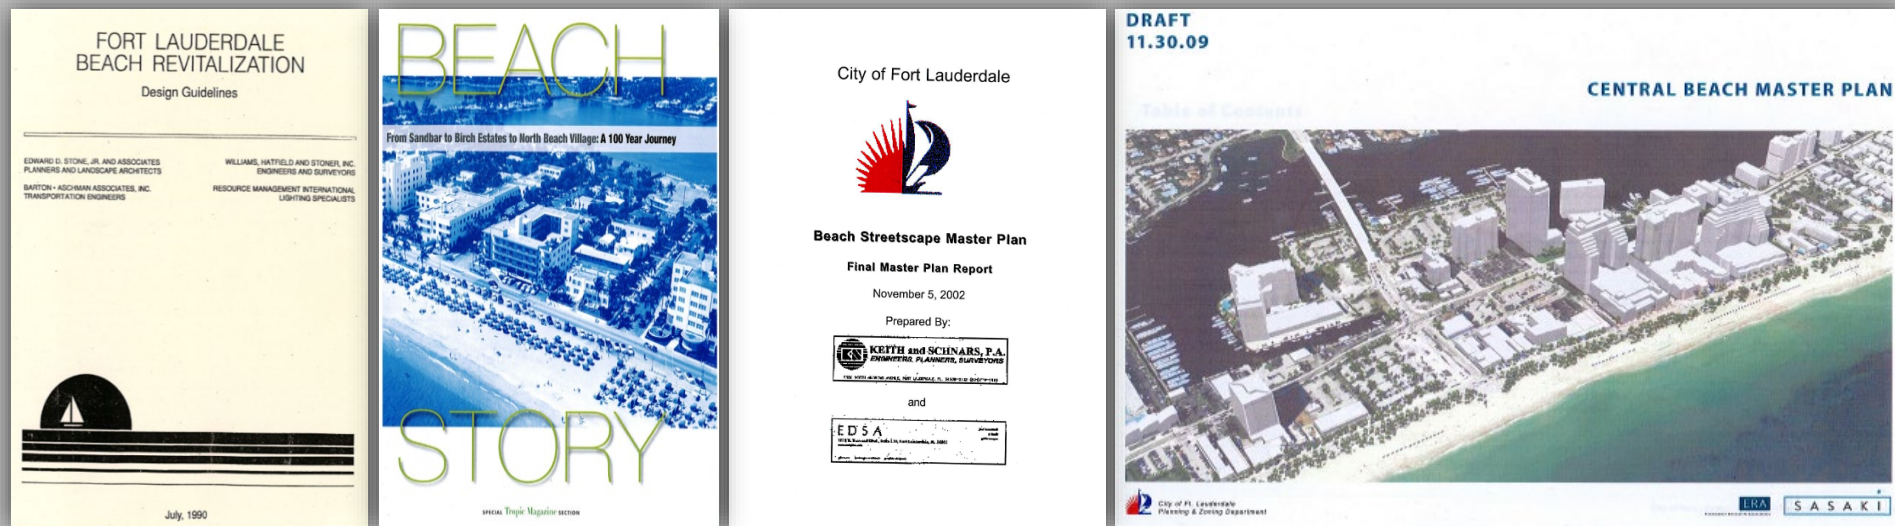 FORT LAUDERDALE
BEACH REVITALIZATION
Design Guidelines
EDWARD D. STONE, JR. AND ASSOCIATES
PLANNERS AND LANDSCAPE ARCHITECTS
BARTON - ASCHMAN ASSOCIATES, INC.
TRANSPORTATION ENGINEERS
WILLIAMS, HATFIELD AND STONER, INC.
ENGINEERS AND SURVEYORS
RESOURCE MANAGEMENT INTERNATIONAL
LIGHTING SPECIALISTS
July, 1990
BEACH
From Sandbar to Birch Estates to North Beach Village: A 100 Year Journey
STORY
SPECIAL Tropic Magazine SECTION
City of Fort Lauderdale
Beach Streetscape Master Plan
Final Master Plan Report
November 5, 2002
Prepared By:
KEITH and SCHNARS, P.A.
ENGINEERS, PLANNERS, SURVEYORS
and
EDSA
DRAFT
11.30.09
CENTRAL BEACH MASTER PLAN
Table of Contents
City of Ft. Lauderdale
Planning & Zoning Department
ERA
SASAKI